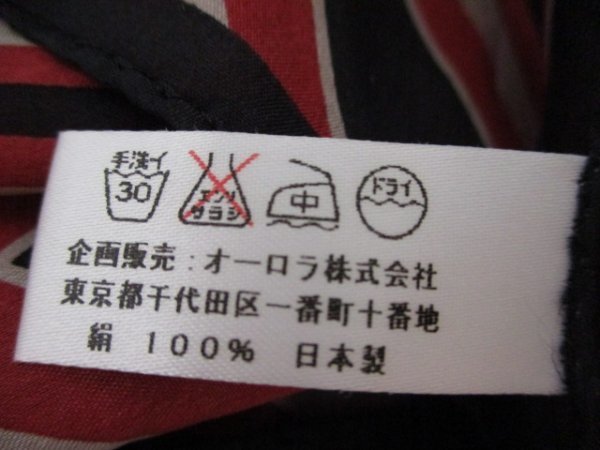 手洗イ 30 エンソ サラシ 中 ドライ
企画販売:オーロラ株式会社
東京都千代田区一番町十番地
絹 100% 日本製